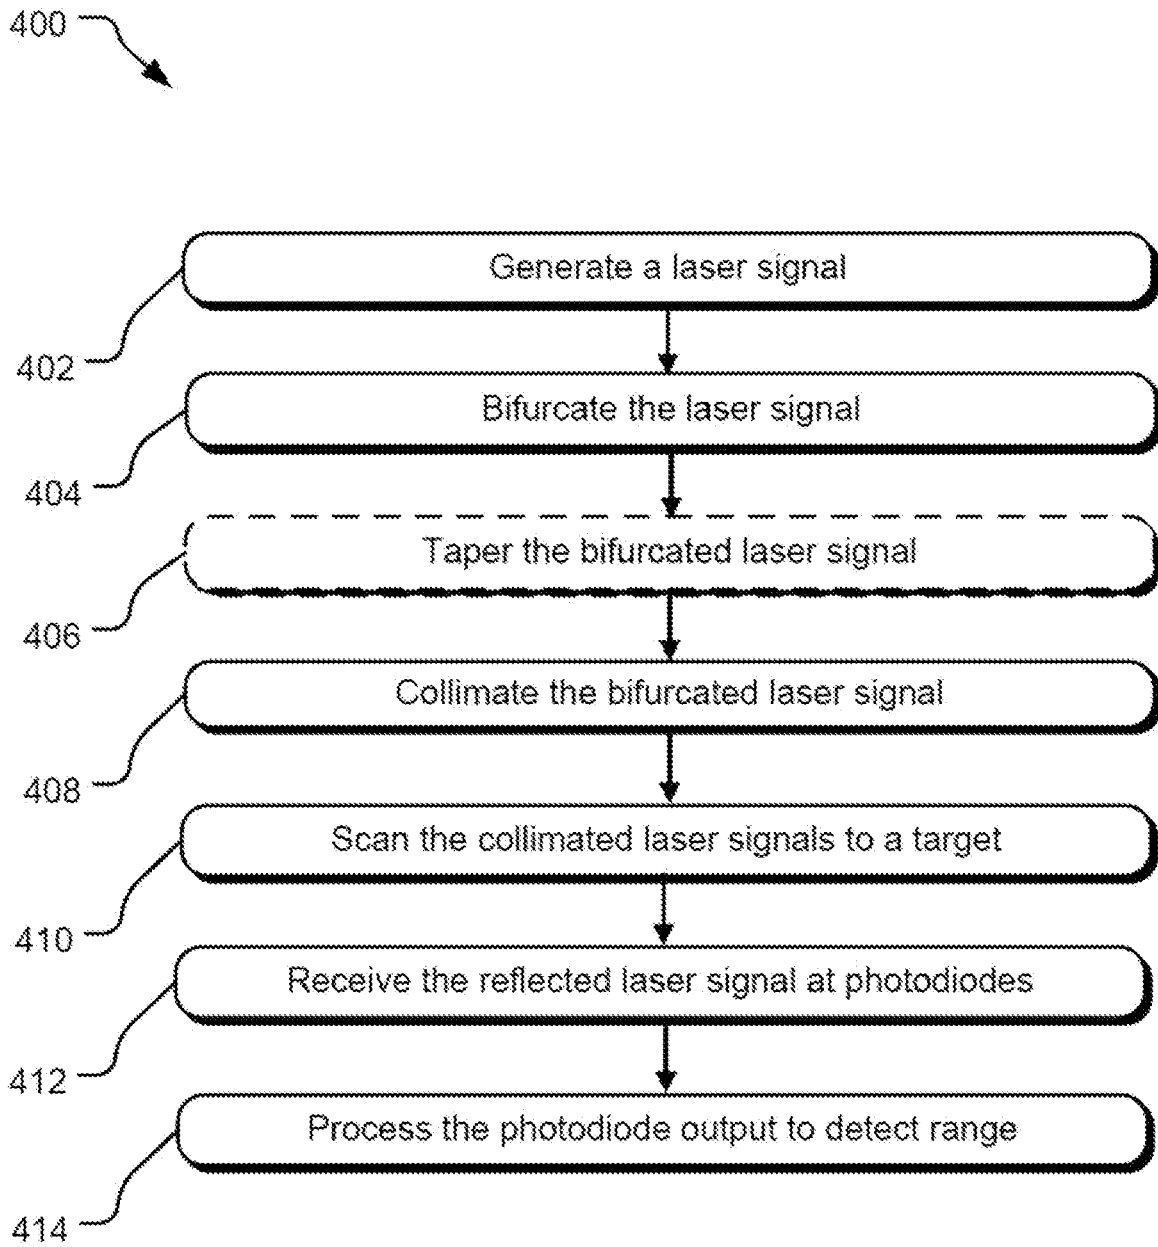 400
Generate a laser signal
402
Bifurcate the laser signal
404
Taper the bifurcated laser signal
406
Collimate the bifurcated laser signal
408
Scan the collimated laser signals to a target
410
Receive the reflected laser signal at photodiodes
412
Process the photodiode output to detect range
414